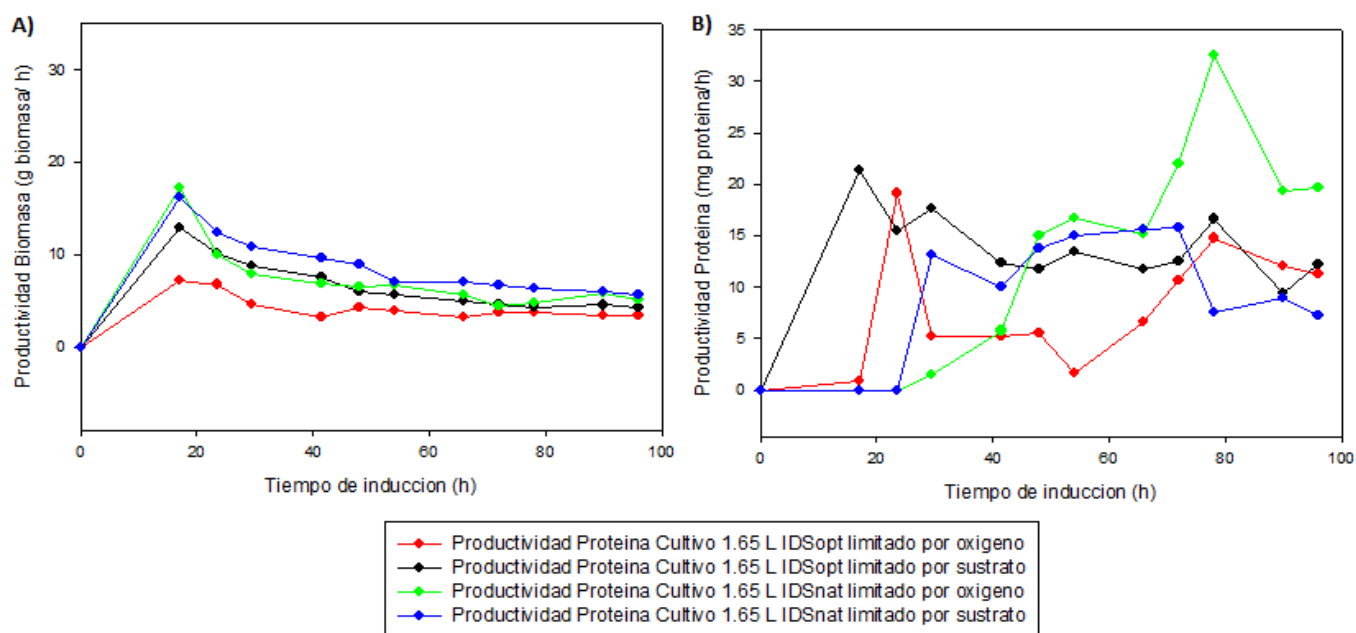 A)
Productividad Biomasa (g biomasa/ h)
30
20
10
0
0 20 40 60 80 100
Tiempo de induccion (h)
B)
Productividad Proteina (mg proteina/h)
35
30
25
20
15
10
5
0
0 20 40 60 80 100
Tiempo de induccion (h)
Productividad Proteina Cultivo 1.65 L IDSopt limitado por oxigeno
Productividad Proteina Cultivo 1.65 L IDSopt limitado por sustrato
Productividad Proteina Cultivo 1.65 L IDSnat limitado por oxigeno
Productividad Proteina Cultivo 1.65 L IDSnat limitado por sustrato